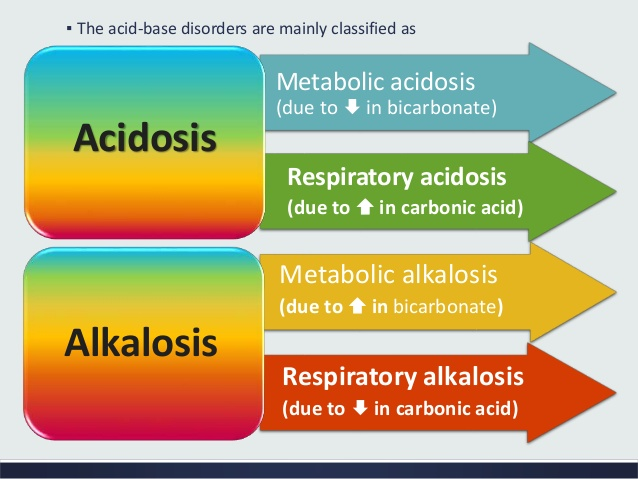 ▪ The acid-base disorders are mainly classified as
Acidosis
Metabolic acidosis
(due to 🡇 in bicarbonate)
Respiratory acidosis
(due to 🡅 in carbonic acid)
Alkalosis
Metabolic alkalosis
(due to 🡅 in bicarbonate)
Respiratory alkalosis
(due to 🡇 in carbonic acid)